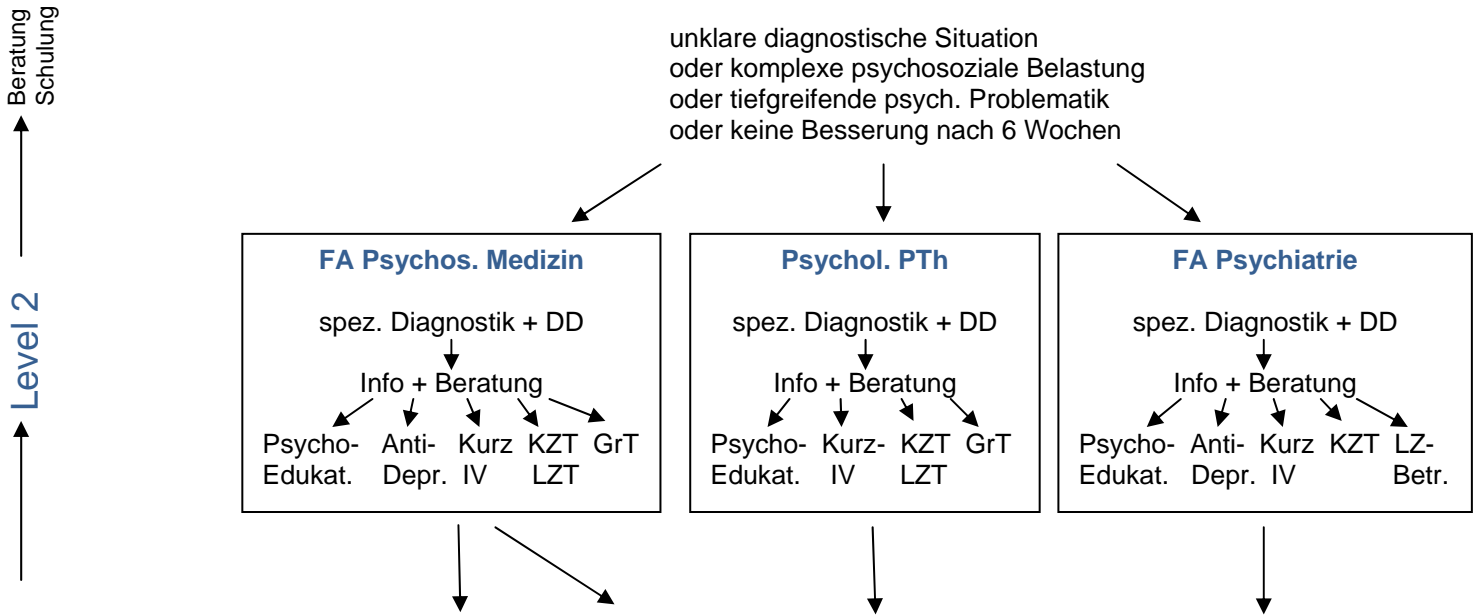 Beratung
Schulung
Level 2
unklare diagnostische Situation
oder komplexe psychosoziale Belastung
oder tiefgreifende psych. Problematik
oder keine Besserung nach 6 Wochen
FA Psychos. Medizin
spez. Diagnostik + DD
Info + Beratung
Psycho- Anti- Kurz KZT GrT
Edukat. Depr. IV LZT
Psychol. PTh
spez. Diagnostik + DD
Info + Beratung
Psycho- Kurz- KZT GrT
Edukat. IV LZT
FA Psychiatrie
spez. Diagnostik + DD
Info + Beratung
Psycho- Anti- Kurz KZT LZ-
Edukat. Depr. IV Betr.